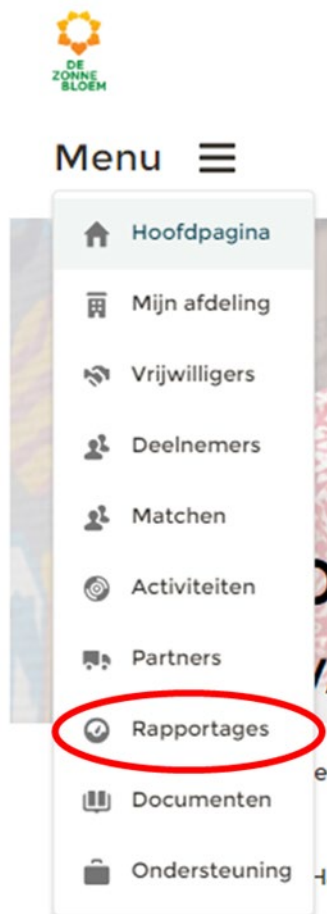 DE
ZONNE
BLOEM
Menu
Hoofdpagina
Mijn afdeling
Vrijwilligers
Deelnemers
Matchen
Activiteiten
Partners
Rapportages
Documenten
Ondersteuning